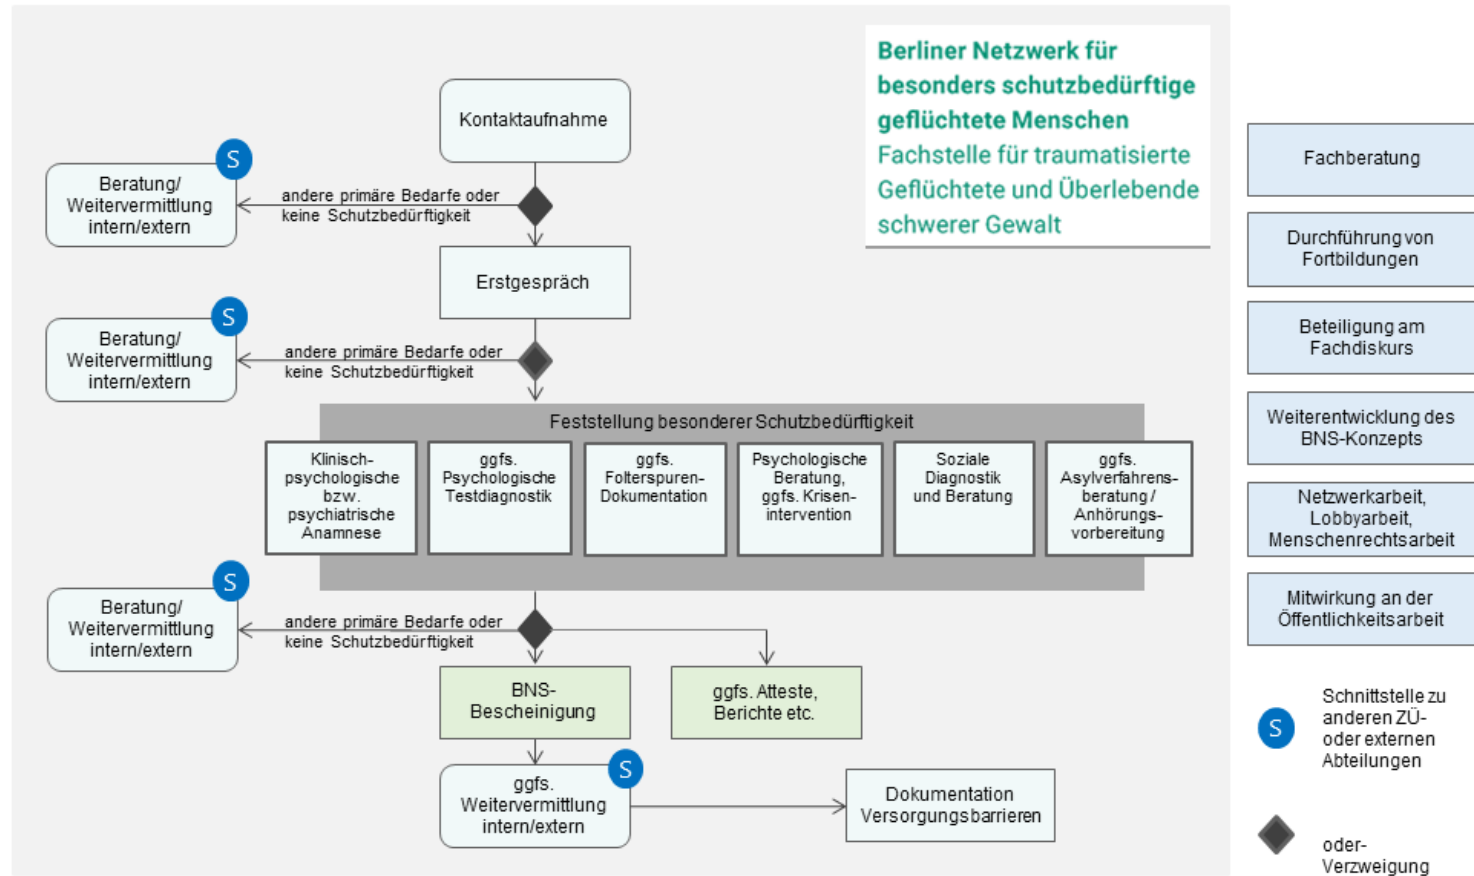 Berliner Netzwerk für
besonders schutzbedürftige
geflüchtete Menschen
Fachstelle für traumatisierte
Geflüchtete und Überlebende
schwerer Gewalt
Kontaktaufnahme
S
Beratung/
Weitervermittlung
intern/extern
andere primäre Bedarfe oder
keine Schutzbedürftigkeit
Erstgespräch
S
Beratung/
Weitervermittlung
intern/extern
andere primäre Bedarfe oder
keine Schutzbedürftigkeit
Feststellung besonderer Schutzbedürftigkeit
Klinisch-
psychologische
bzw.
psychiatrische
Anamnese
ggfs.
Psychologische
Testdiagnostik
ggfs.
Folterspuren-
Dokumentation
Psychologische
Beratung,
ggfs. Krisen-
intervention
Soziale
Diagnostik
und Beratung
ggfs.
Asylverfahrens-
beratung /
Anhörungs-
vorbereitung
S
Beratung/
Weitervermittlung
intern/extern
andere primäre Bedarfe oder
keine Schutzbedürftigkeit
BNS-
Bescheinigung
ggfs. Atteste,
Berichte etc.
S
ggfs.
Weitervermittlung
intern/extern
Dokumentation
Versorgungsbarrieren
Fachberatung
Durchführung von
Fortbildungen
Beteiligung am
Fachdiskurs
Weiterentwicklung des
BNS-Konzepts
Netzwerkarbeit,
Lobbyarbeit,
Menschenrechtsarbeit
Mitwirkung an der
Öffentlichkeitsarbeit
S
Schnittstelle zu
anderen ZÜ-
oder externen
Abteilungen
oder-
Verzweigung